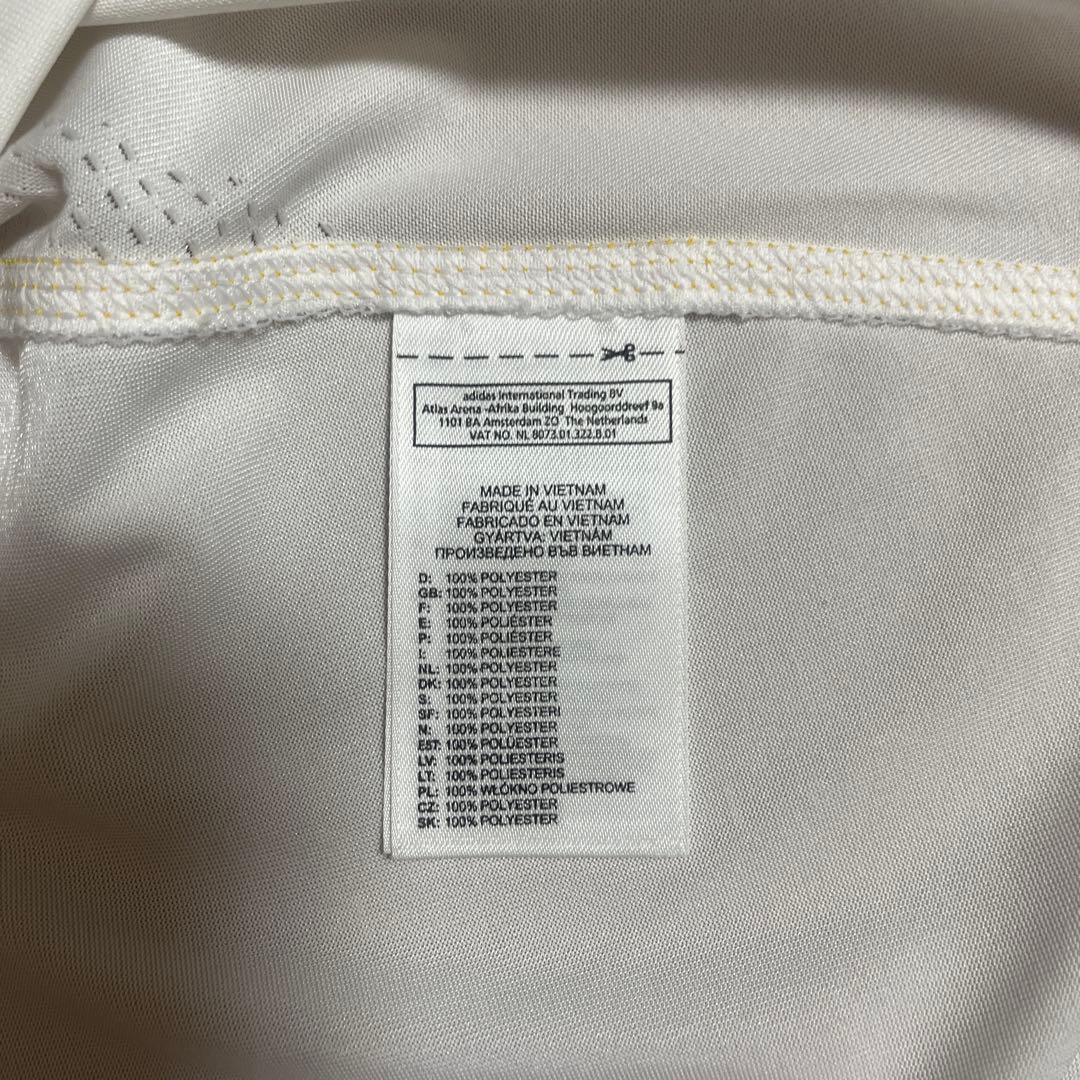 adidas International Trading BV
Atlas Arena -Afrika Building Hoogoorddreef 9a
1101 BA Amsterdam ZO The Netherlands
VAT NO. NL 8073.01.322.B.01
MADE IN VIETNAM
FABRIQUÉ AU VIETNAM
FABRICADO EN VIETNAM
GYÁRTVA: VIETNÁM
ПРОИЗВЕДЕНО ВЪВ ВИЕТНАМ
D: 100% POLYESTER
GB: 100% POLYESTER
F: 100% POLYESTER
E: 100% POLIÉSTER
P: 100% POLIÉSTER
I: 100% POLIESTERE
NL: 100% POLYESTER
DK: 100% POLYESTER
S: 100% POLYESTER
SF: 100% POLYESTERI
N: 100% POLYESTER
EST: 100% POLÜESTER
LV: 100% POLIESTERIS
LT: 100% POLIESTERIS
PL: 100% WŁÓKNO POLIESTROWE
CZ: 100% POLYESTER
SK: 100% POLYESTER